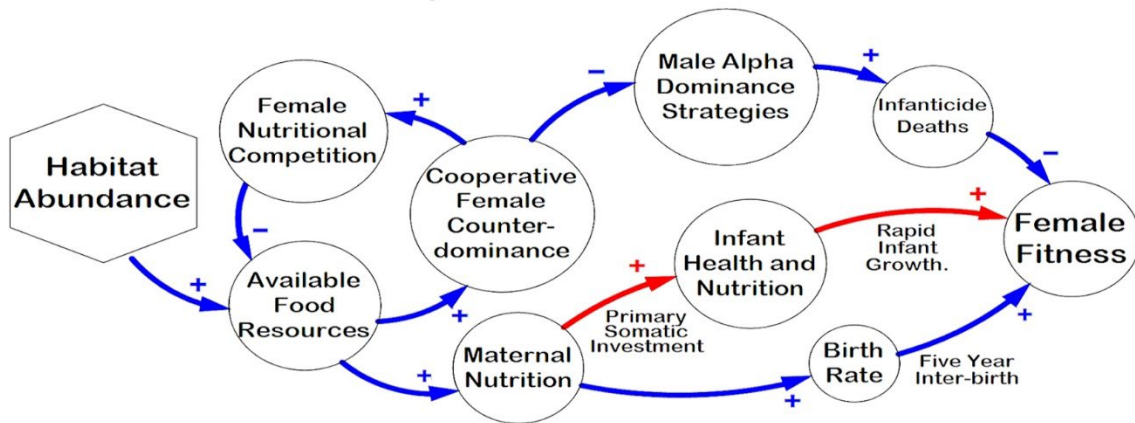 Habitat
Abundance
+
Female
Nutritional
Competition
+
−
Available
Food
Resources
+
+
Cooperative
Female
Counter-
dominance
−
Male Alpha
Dominance
Strategies
+
Infanticide
Deaths
−
Maternal
Nutrition
+
Primary
Somatic
Investment
Infant
Health and
Nutrition
+
Rapid
Infant
Growth.
+
Birth
Rate
Five Year
Inter-birth
+
Female
Fitness